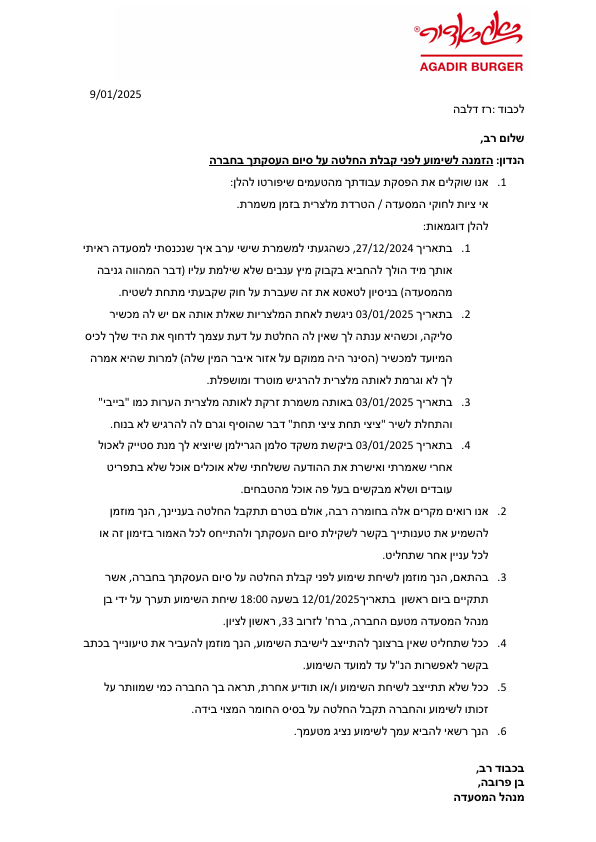 בורגראגאדיר®
AGADIR BURGER
9/01/2025
לכבוד :רז דלבה
שלום רב,
הנדון: הזמנה לשימוע לפני קבלת החלטה על סיום העסקתך בחברה
1. אנו שוקלים את הפסקת עבודתך מהטעמים שיפורטו להלן:
אי ציות לחוקי המסעדה / הטרדת מלצרית בזמן משמרת.
להלן דוגמאות:
1. בתאריך 27/12/2024, כשהגעתי למשמרת שישי ערב איך שנכנסתי למסעדה ראיתי
אותך מיד הולך להחביא בקבוק מיץ ענבים שלא שילמת עליו (דבר המהווה גניבה
מהמסעדה) בניסיון לטאטא את זה שעברת על חוק שקבעתי מתחת לשטיח.
2. בתאריך 03/01/2025 ניגשת לאחת המלצריות שאלת אותה אם יש לה מכשיר
סליקה, וכשהיא ענתה לך שאין לה החלטת על דעת עצמך לדחוף את היד שלך לכיס
המיועד למכשיר (הסינר היה ממוקם על אזור איבר המין שלה) למרות שהיא אמרה
לך לא וגרמת לאותה מלצרית להרגיש מוטרד ומושפלת.
3. בתאריך 03/01/2025 באותה משמרת זרקת לאותה מלצרית הערות כמו "בייבי"
והתחלת לשיר "ציצי תחת ציצי תחת" דבר שהוסיף וגרם לה להרגיש לא בנוח.
4. בתאריך 03/01/2025 ביקשת משקד סלמן הגרילמן שיוציא לך מנת סטייק לאכול
אחרי שאמרתי ואישרת את ההודעה ששלחתי שלא אוכלים אוכל שלא בתפריט
עובדים ושלא מבקשים בעל פה אוכל מהטבחים.
2. אנו רואים מקרים אלה בחומרה רבה, אולם בטרם תתקבל החלטה בעניינך, הנך מוזמן
להשמיע את טענותייך בקשר לשקילת סיום העסקתך ולהתייחס לכל האמור בזימון זה או
לכל עניין אחר שתחליט.
3. בהתאם, הנך מוזמן לשיחת שימוע לפני קבלת החלטה על סיום העסקתך בחברה, אשר
תתקיים ביום ראשון  בתאריך12/01/2025 בשעה 18:00 שיחת השימוע תערך על ידי בן
מנהל המסעדה מטעם החברה, ברח' לזרוב 33, ראשון לציון.
4. ככל שתחליט שאין ברצונך להתייצב לישיבת השימוע, הנך מוזמן להעביר את טיעונייך בכתב
בקשר לאפשרות הנ"ל עד למועד השימוע.
5. ככל שלא תתייצב לשיחת השימוע ו/או תודיע אחרת, תראה בך החברה כמי שמוותר על
זכותו לשימוע והחברה תקבל החלטה על בסיס החומר המצוי בידה.
6. הנך רשאי להביא עמך לשימוע נציג מטעמך.
בכבוד רב,
בן פרובה,
מנהל המסעדה